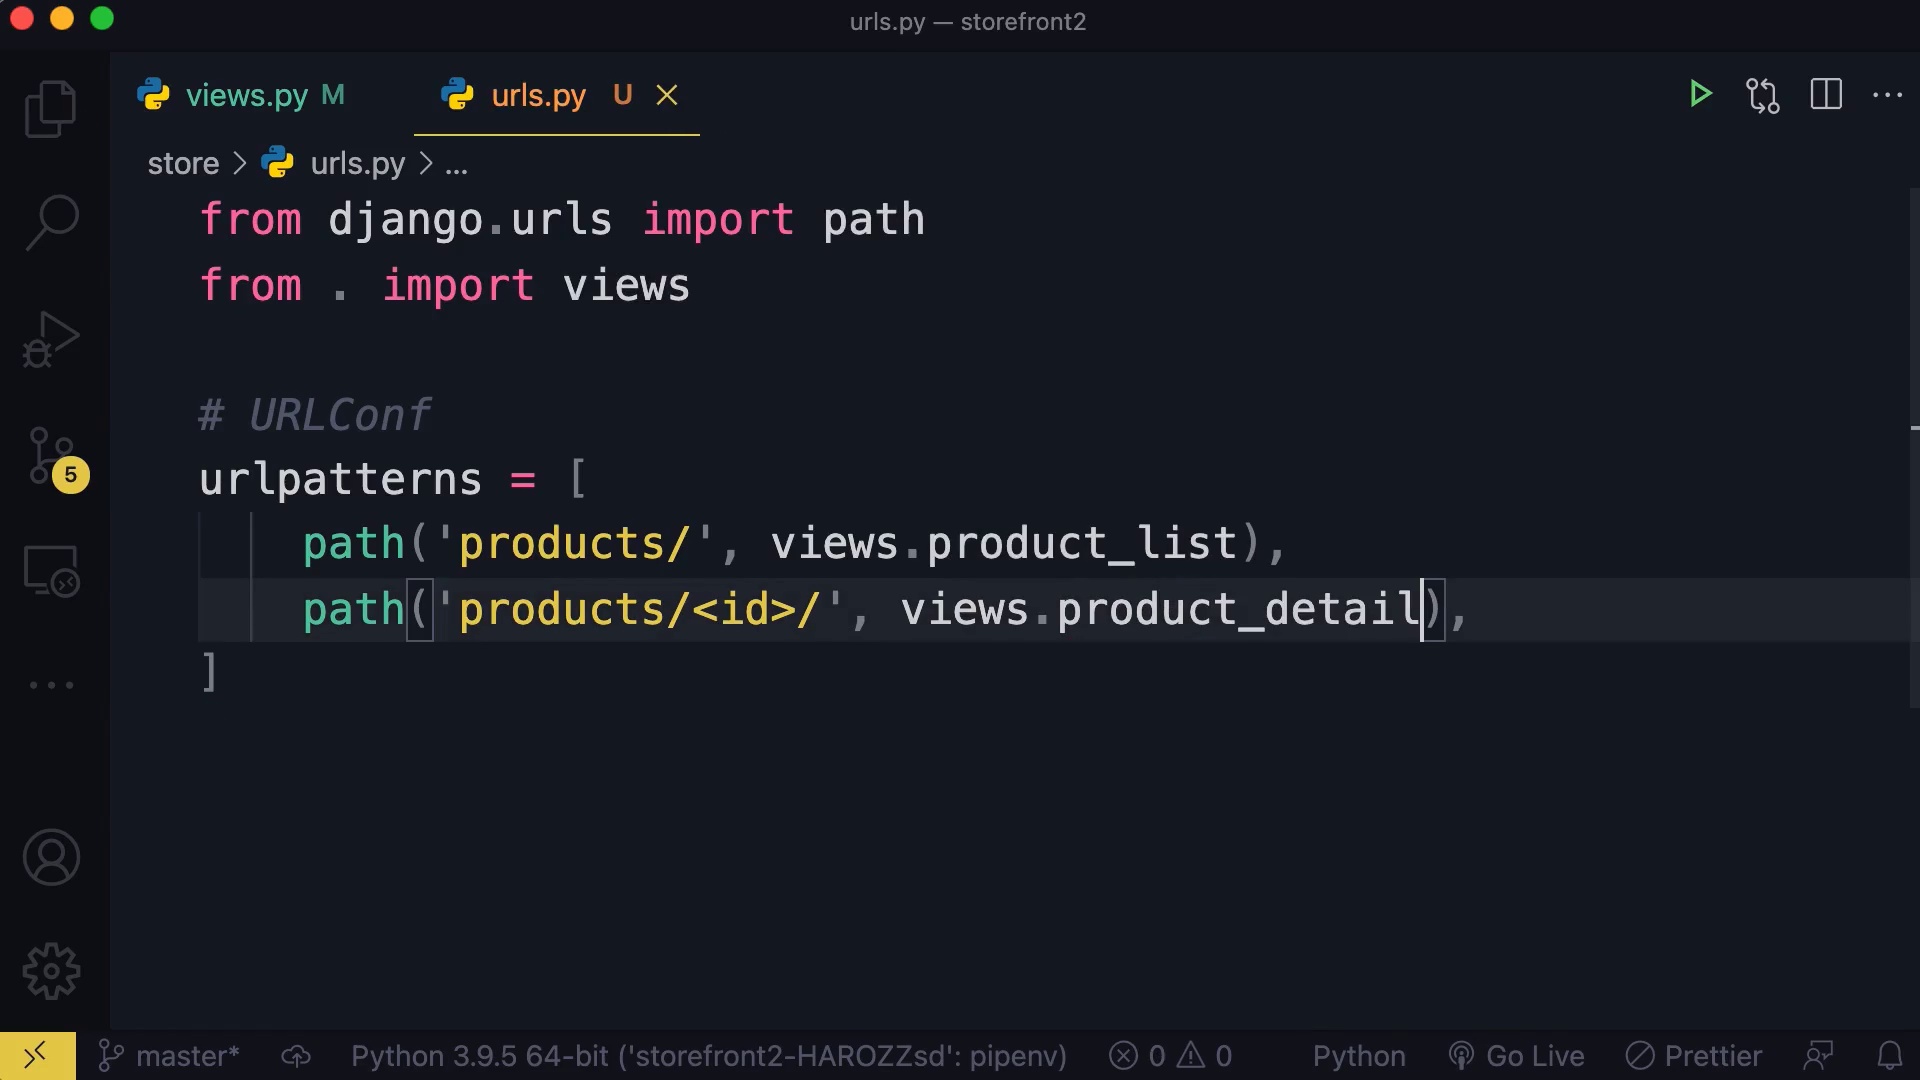 urls.py — storefront2
views.py M
urls.py U
store > urls.py > ...
from django.urls import path
from . import views
# URLConf
urlpatterns = [
    path('products/', views.product_list),
    path('products/<id>/', views.product_detail),
]
5
master*
Python 3.9.5 64-bit ('storefront2-HAROZZsd': pipenv)
0
0
Python
Go Live
Prettier